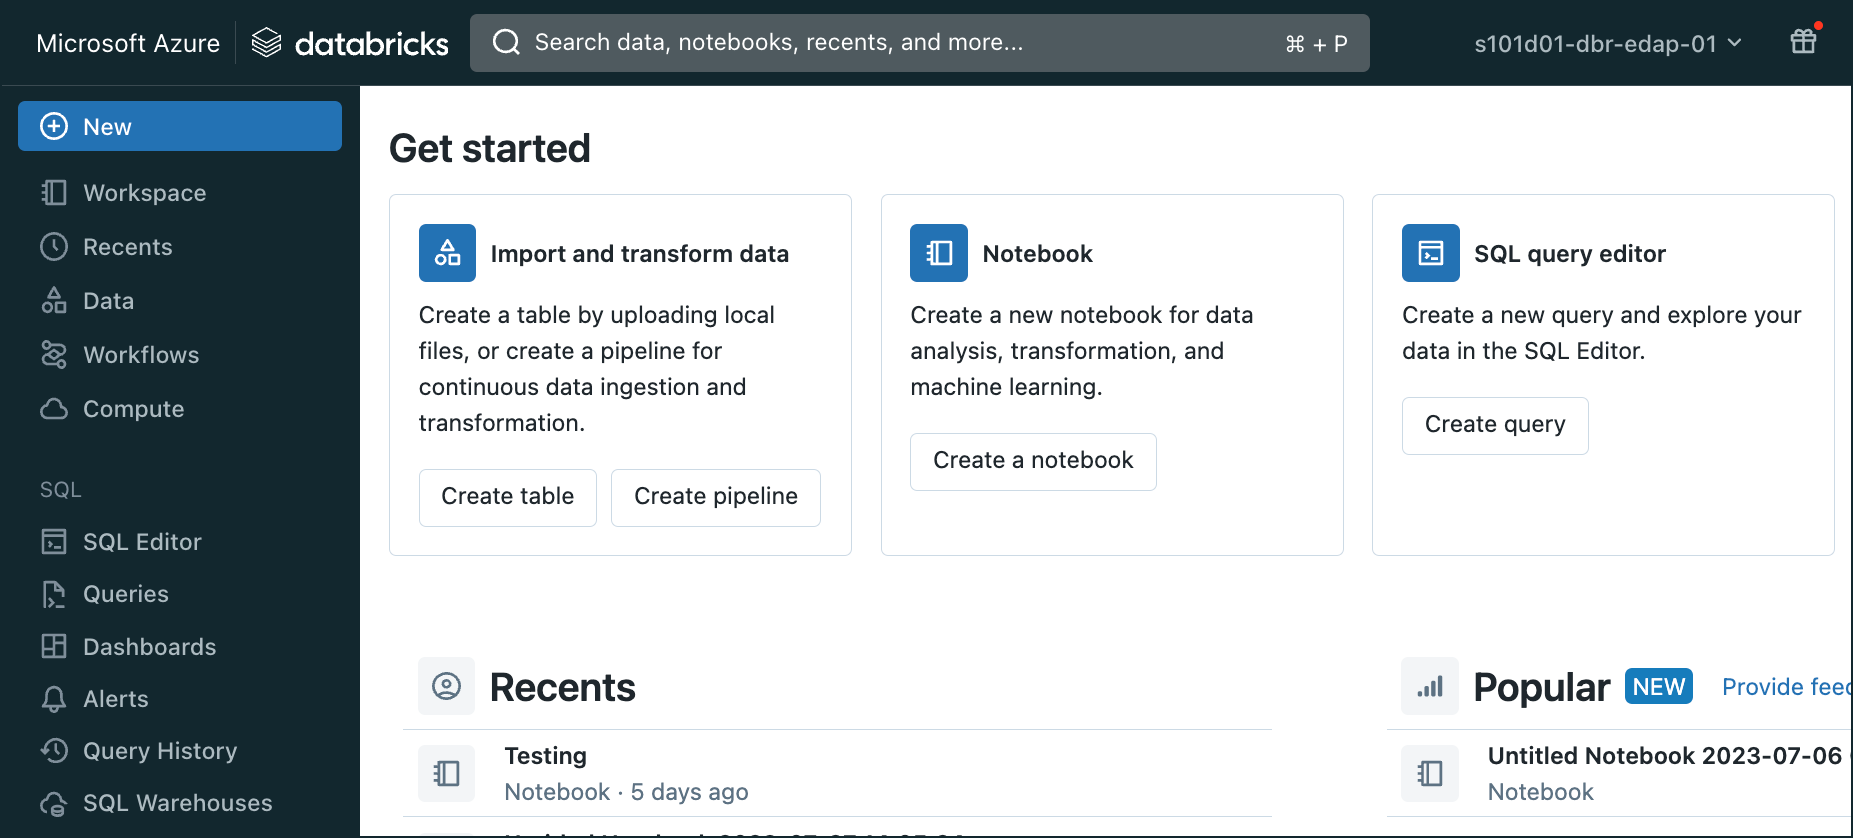 Microsoft Azure
databricks
Search data, notebooks, recents, and more...
⌘ + P
s101d01-dbr-edap-01
New
Workspace
Recents
Data
Workflows
Compute
SQL
SQL Editor
Queries
Dashboards
Alerts
Query History
SQL Warehouses
Get started
Import and transform data
Create a table by uploading local
files, or create a pipeline for
continuous data ingestion and
transformation.
Create table
Create pipeline
Notebook
Create a new notebook for data
analysis, transformation, and
machine learning.
Create a notebook
SQL query editor
Create a new query and explore your
data in the SQL Editor.
Create query
Recents
Testing
Notebook · 5 days ago
Popular
NEW
Provide
Untitled Notebook 2023-07-06
Notebook